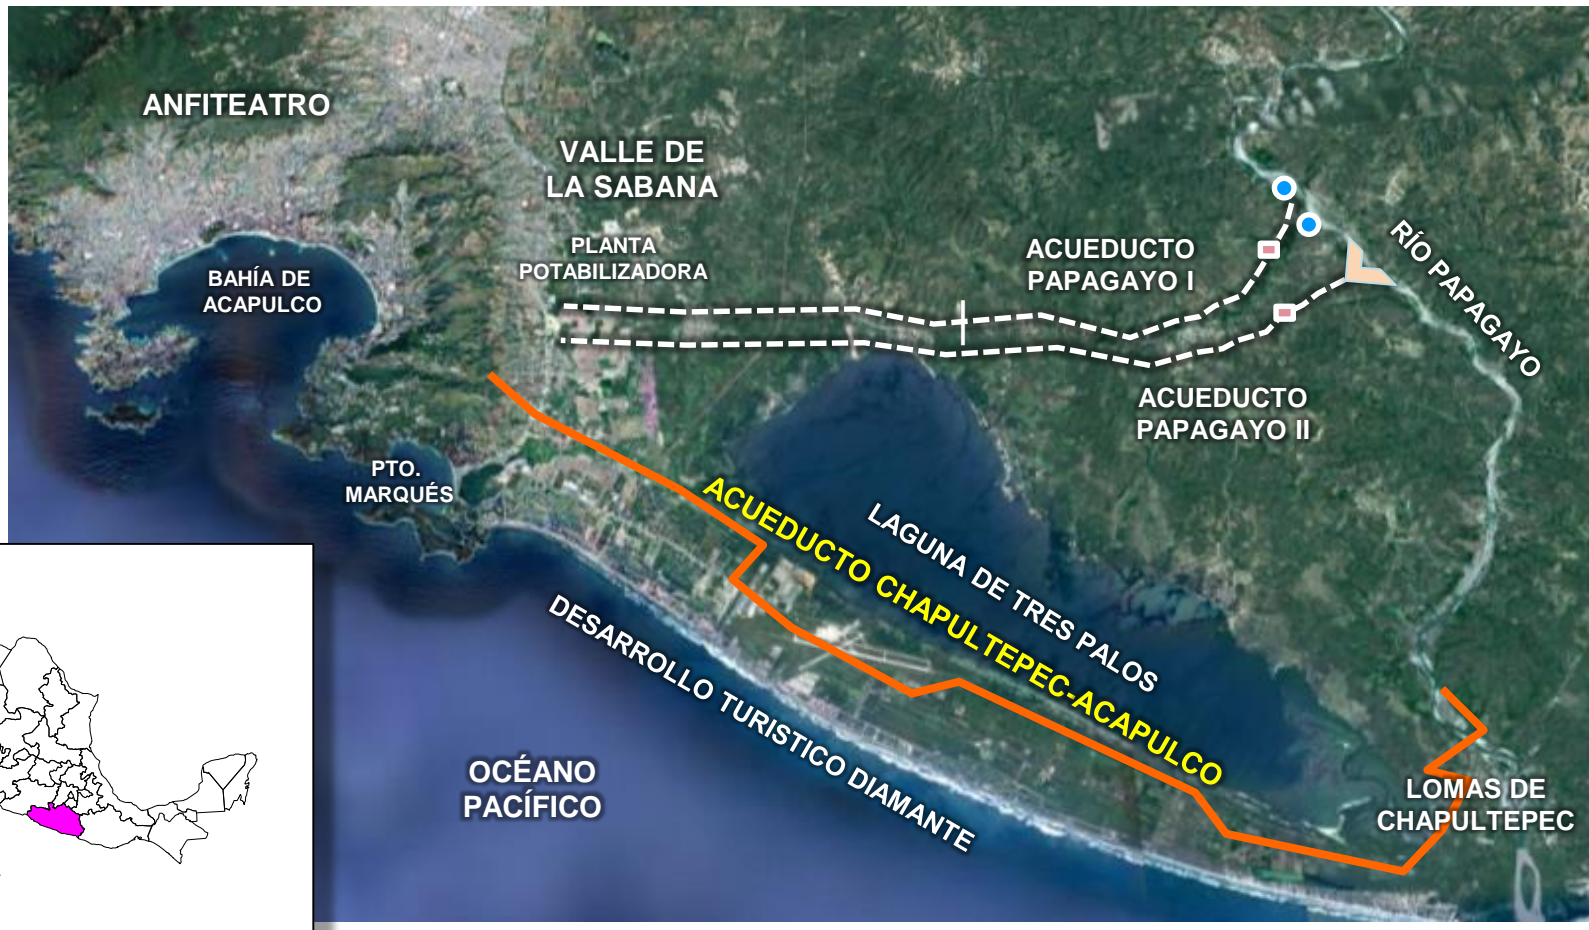 ANFITEATRO
VALLE DE
LA SABANA
PLANTA
POTABILIZADORA
BAHÍA DE
ACAPULCO
ACUEDUCTO
PAPAGAYO I
RÍO PAPAGAYO
ACUEDUCTO
PAPAGAYO II
PTO.
MARQUÉS
LAGUNA DE TRES PALOS
ACUEDUCTO CHAPULTEPEC-ACAPULCO
DESARROLLO TURISTICO DIAMANTE
OCÉANO
PACÍFICO
LOMAS DE
CHAPULTEPEC